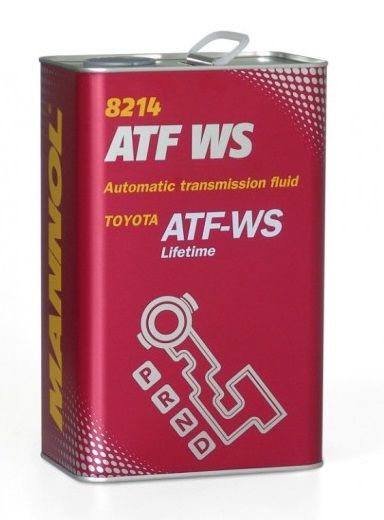 8214
ATF WS
Automatic transmission fluid
TOYOTA ATF-WS
Lifetime
P
R
N
D
MANNOL